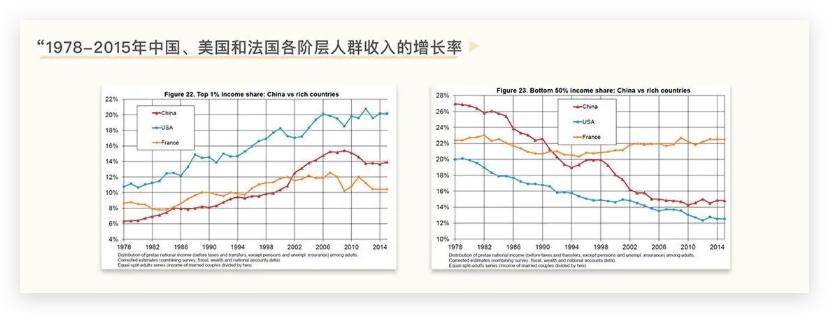 “1978-2015年中国、美国和法国各阶层人群收入的增长率
Figure 22. Top 1% income share: China vs rich countries
22%
20%
18%
16%
14%
12%
10%
8%
6%
4%
China
USA
France
1978 1982 1986 1990 1994 1998 2002 2006 2010 2014
Distribution of pretax national income (before taxes and transfers, except pensions and unempl. insurance) among adults.
Corrected estimates (combining survey, fiscal, wealth and national accounts data).
Equal-split-adults series (income of married couples divided by two).
Figure 23. Bottom 50% income share: China vs rich countries
28%
26%
24%
22%
20%
18%
16%
14%
12%
10%
China
USA
France
1978 1982 1986 1990 1994 1998 2002 2006 2010 2014
Distribution of pretax national income (before taxes and transfers, except pensions and unempl. insurance) among adults.
Corrected estimates (combining survey, fiscal, wealth and national accounts data).
Equal-split-adults series (income of married couples divided by two).